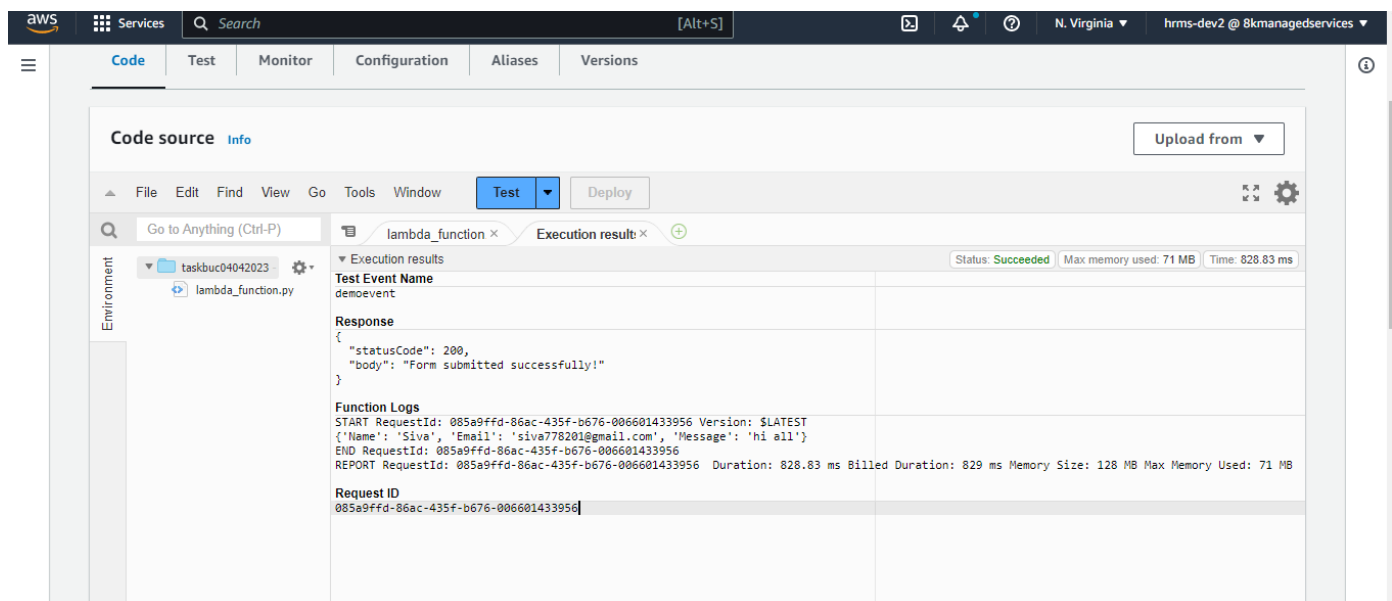 aws Services Search [Alt+S] N. Virginia hrms-dev2 @ 8kmanagedservices
Code Test Monitor Configuration Aliases Versions
Code source Info Upload from
File Edit Find View Go Tools Window Test Deploy
Go to Anything (Ctrl-P) lambda_function × Execution results ×
Environment
taskbuc04042023
lambda_function.py
Execution results Status: Succeeded Max memory used: 71 MB Time: 828.83 ms
Test Event Name
demoevent
Response
{
"statusCode": 200,
"body": "Form submitted successfully!"
}
Function Logs
START RequestId: 085a9ffd-86ac-435f-b676-006601433956 Version: $LATEST
{'Name': 'Siva', 'Email': 'siva778201@gmail.com', 'Message': 'hi all'}
END RequestId: 085a9ffd-86ac-435f-b676-006601433956
REPORT RequestId: 085a9ffd-86ac-435f-b676-006601433956 Duration: 828.83 ms Billed Duration: 829 ms Memory Size: 128 MB Max Memory Used: 71 MB
Request ID
085a9ffd-86ac-435f-b676-006601433956